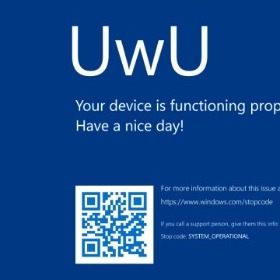 UwU
Your device is functioning prop
Have a nice day!
For more information about this issue a
https://www.windows.com/stopcode
If you call a support person, give them this info
Stop code: SYSTEM_OPERATIONAL